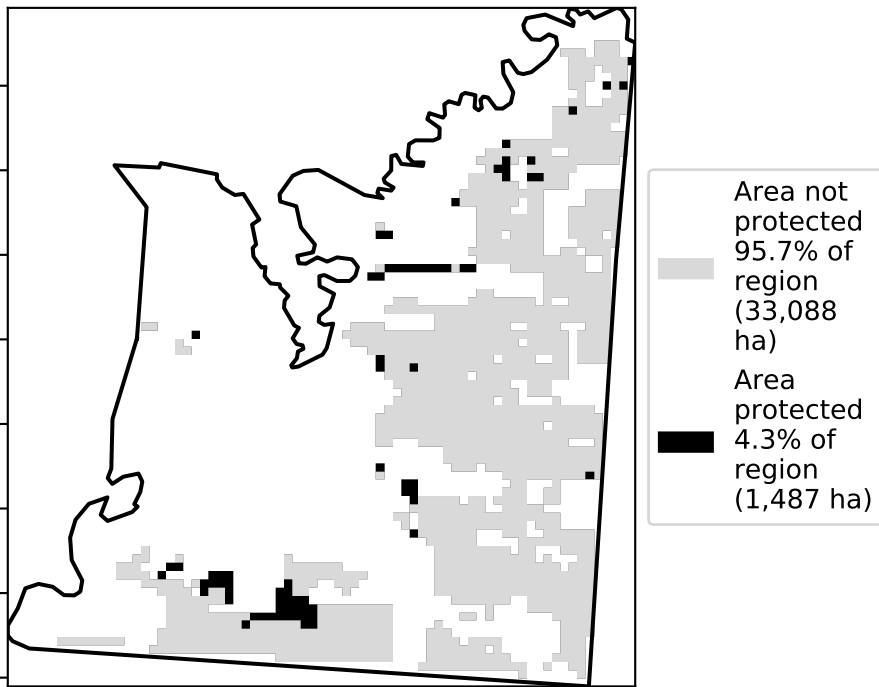 Area not
protected
95.7% of
region
(33,088
ha)
Area
protected
4.3% of
region
(1,487 ha)